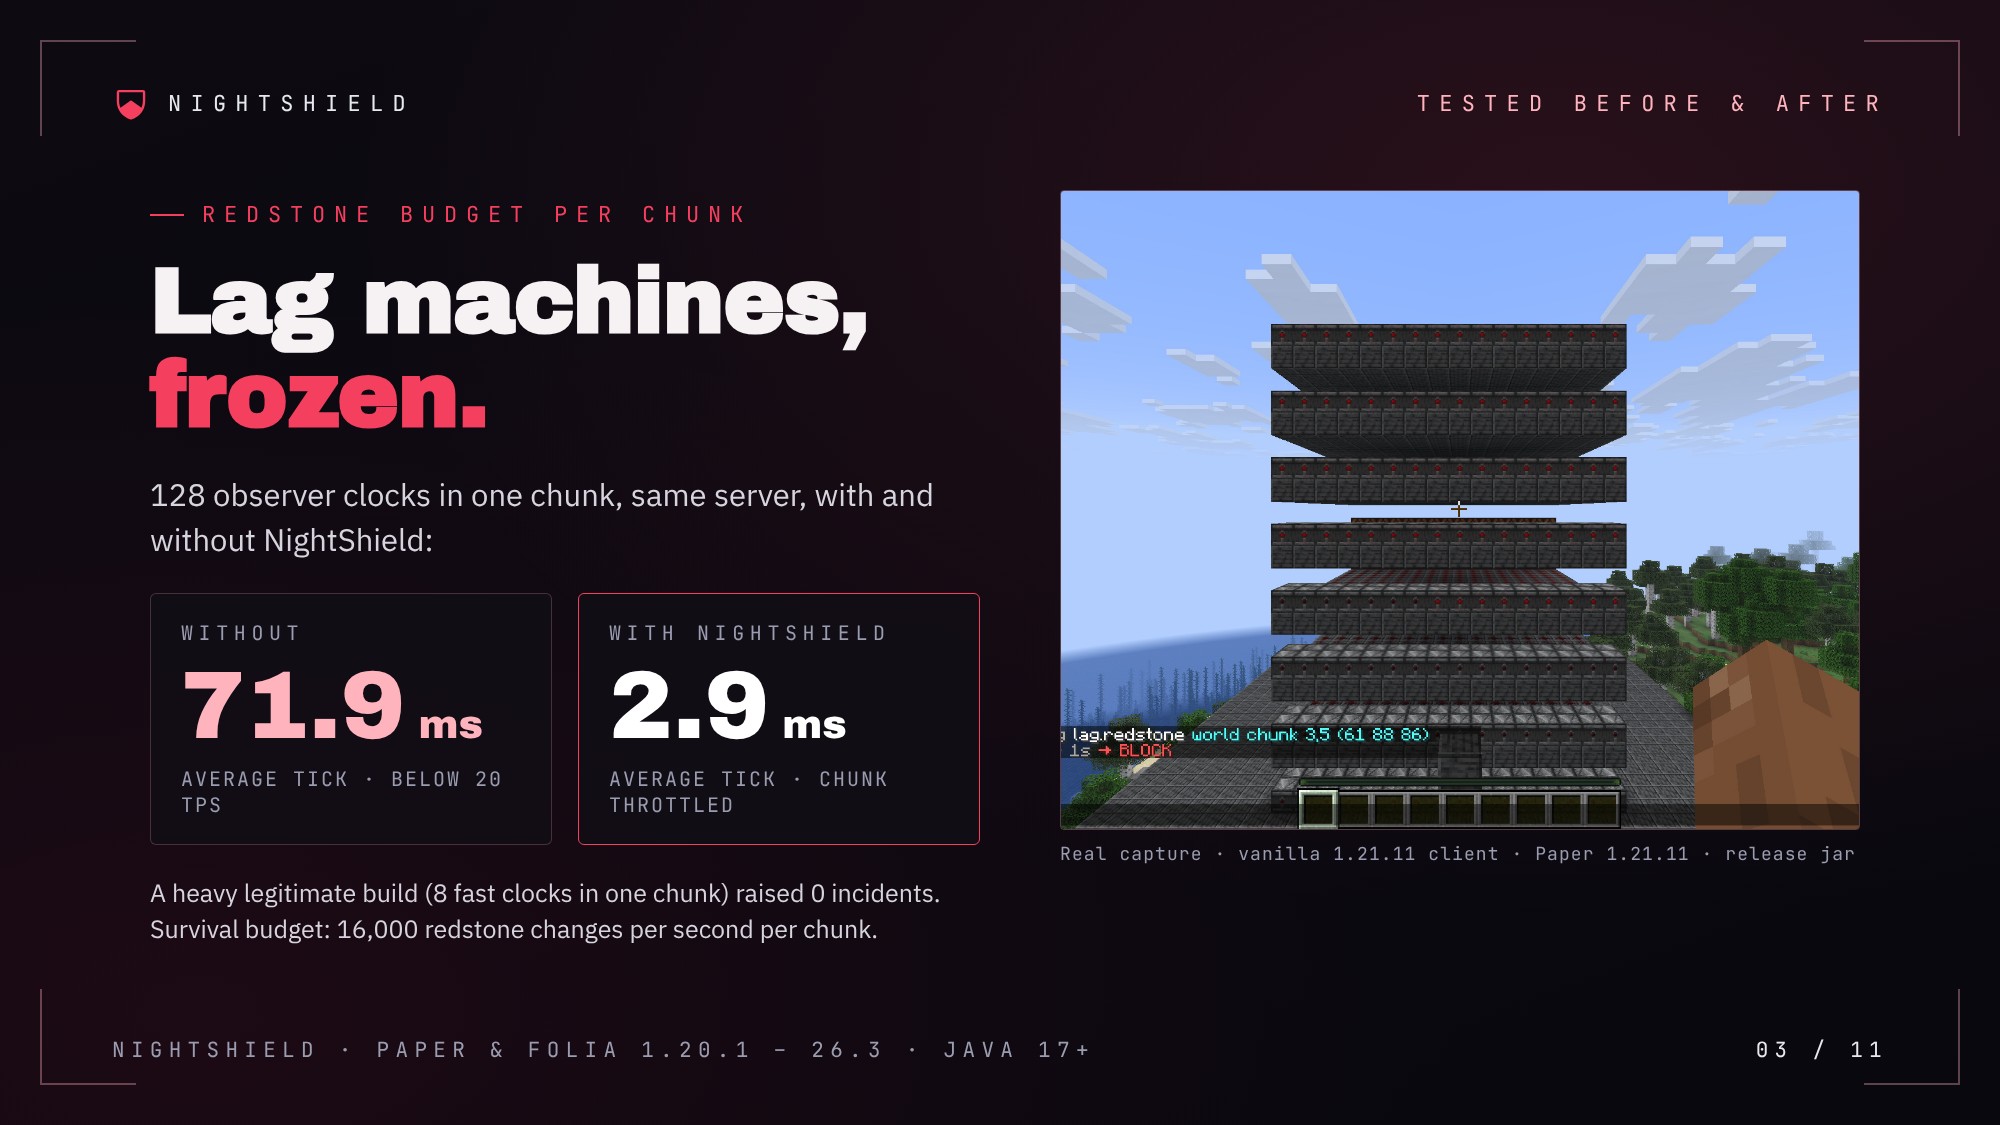 NIGHTSHIELD
TESTED BEFORE & AFTER
REDSTONE BUDGET PER CHUNK
Lag machines,
frozen.
128 observer clocks in one chunk, same server, with and
without NightShield:
WITHOUT
71.9 ms
AVERAGE TICK · BELOW 20
TPS
WITH NIGHTSHIELD
2.9 ms
AVERAGE TICK · CHUNK
THROTTLED
A heavy legitimate build (8 fast clocks in one chunk) raised 0 incidents.
Survival budget: 16,000 redstone changes per second per chunk.
lag.redstone world chunk 3,5 (61 88 86)
1s → BLOCK
Real capture · vanilla 1.21.11 client · Paper 1.21.11 · release jar
NIGHTSHIELD · PAPER & FOLIA 1.20.1 – 26.3 · JAVA 17+
03 / 11